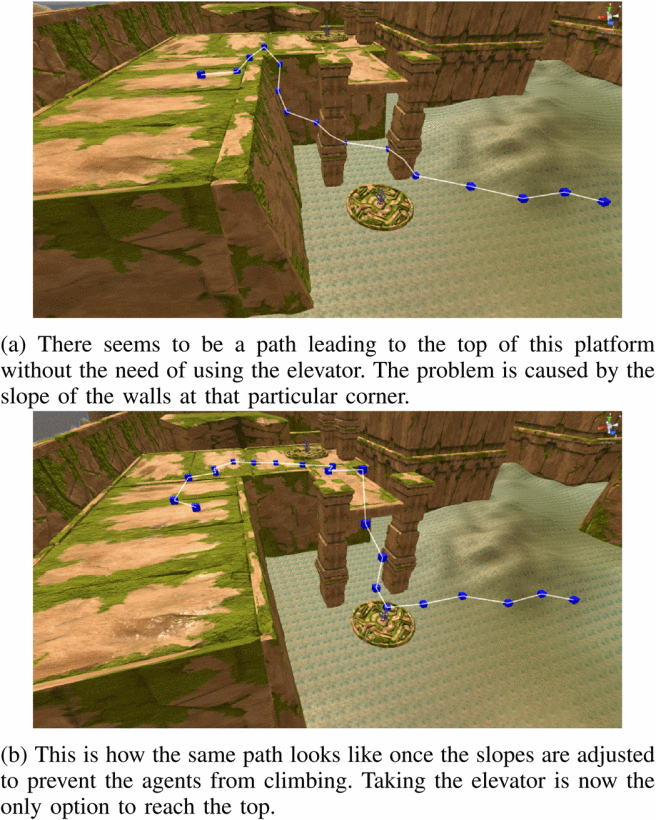 (a) There seems to be a path leading to the top of this platform
without the need of using the elevator. The problem is caused by the
slope of the walls at that particular corner.
(b) This is how the same path looks like once the slopes are adjusted
to prevent the agents from climbing. Taking the elevator is now the
only option to reach the top.